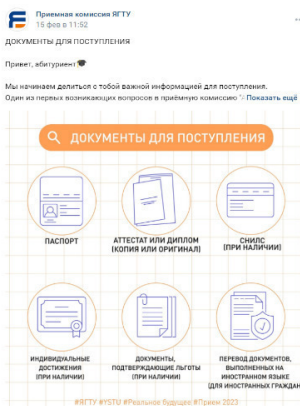 Приемная комиссия ЯГТУ
15 фев в 11:52
ДОКУМЕНТЫ ДЛЯ ПОСТУПЛЕНИЯ
Привет, абитуриент🎓
Мы начинаем делиться с тобой важной информацией для поступления.
Один из первых возникающих вопросов в приёмную комиссию "Показать ещё
ДОКУМЕНТЫ ДЛЯ ПОСТУПЛЕНИЯ
ПАСПОРТ
АТТЕСТАТ ИЛИ ДИПЛОМ
(КОПИЯ ИЛИ ОРИГИНАЛ)
СНИЛС
(ПРИ НАЛИЧИИ)
ИНДИВИДУАЛЬНЫЕ
ДОСТИЖЕНИЯ
(ПРИ НАЛИЧИИ)
ДОКУМЕНТЫ,
ПОДТВЕРЖДАЮЩИЕ ЛЬГОТЫ
(ПРИ НАЛИЧИИ)
ПЕРЕВОД ДОКУМЕНТОВ,
ВЫПОЛНЕННЫХ НА
ИНОСТРАННОМ ЯЗЫКЕ
(ДЛЯ ИНОСТРАННЫХ ГРАЖДАН
#ЯГТУ #YSTU #Реальное будущее #Прием 2023